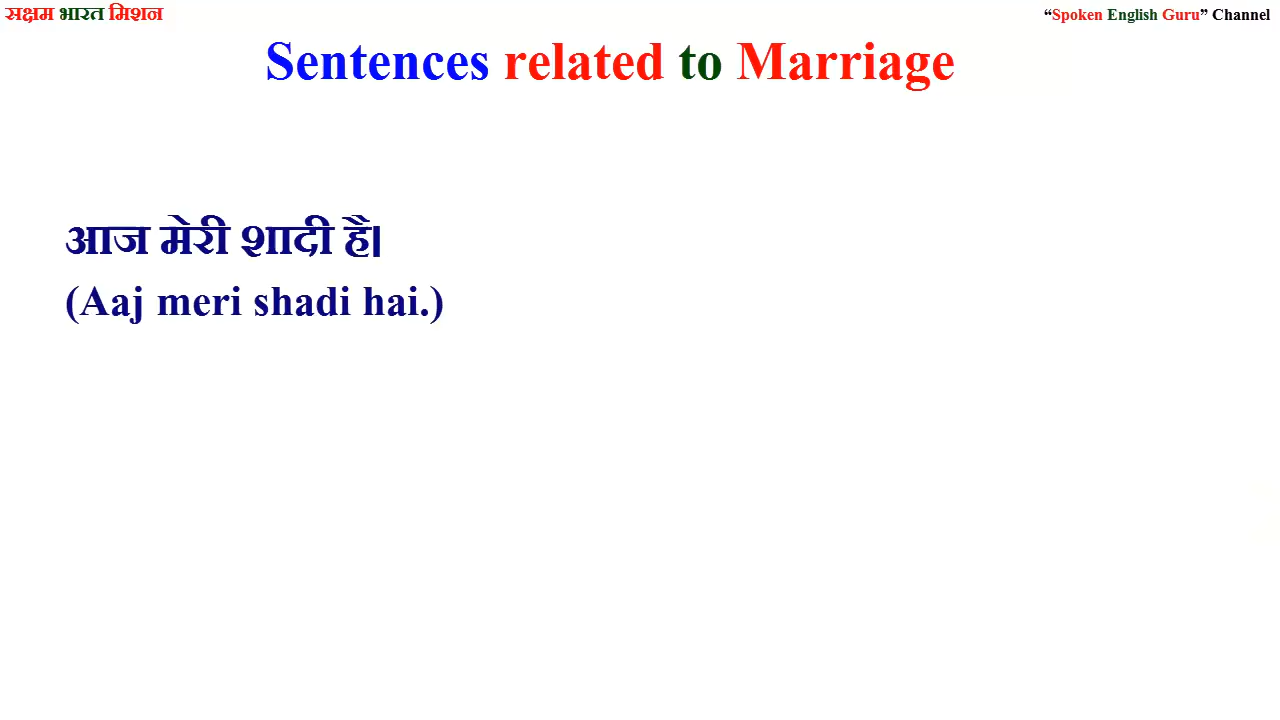 सक्षम भारत मिशन
“Spoken English Guru” Channel
Sentences related to Marriage
आज मेरी शादी है।
(Aaj meri shadi hai.)